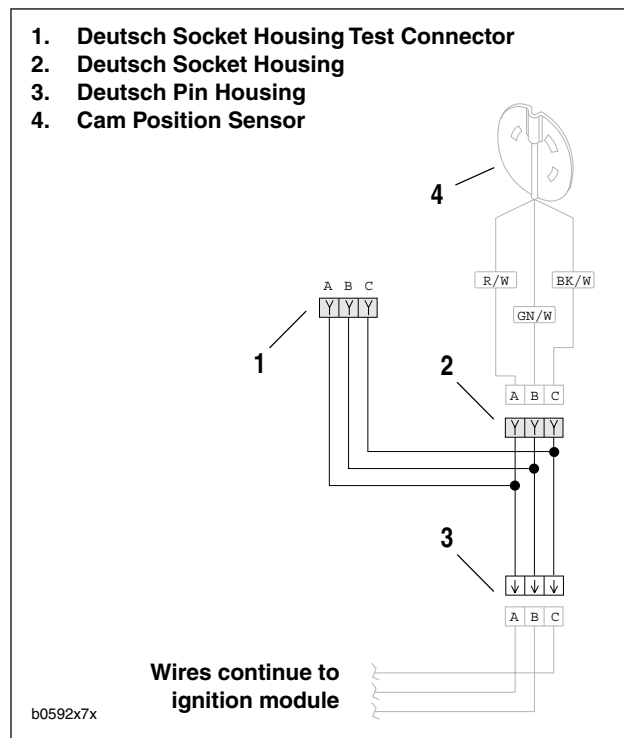 1. Deutsch Socket Housing Test Connector
2. Deutsch Socket Housing
3. Deutsch Pin Housing
4. Cam Position Sensor
4
R/W
BK/W
GN/W
A B C
1
2
A B C
3
A B C
Wires continue to
ignition module
b0592x7x